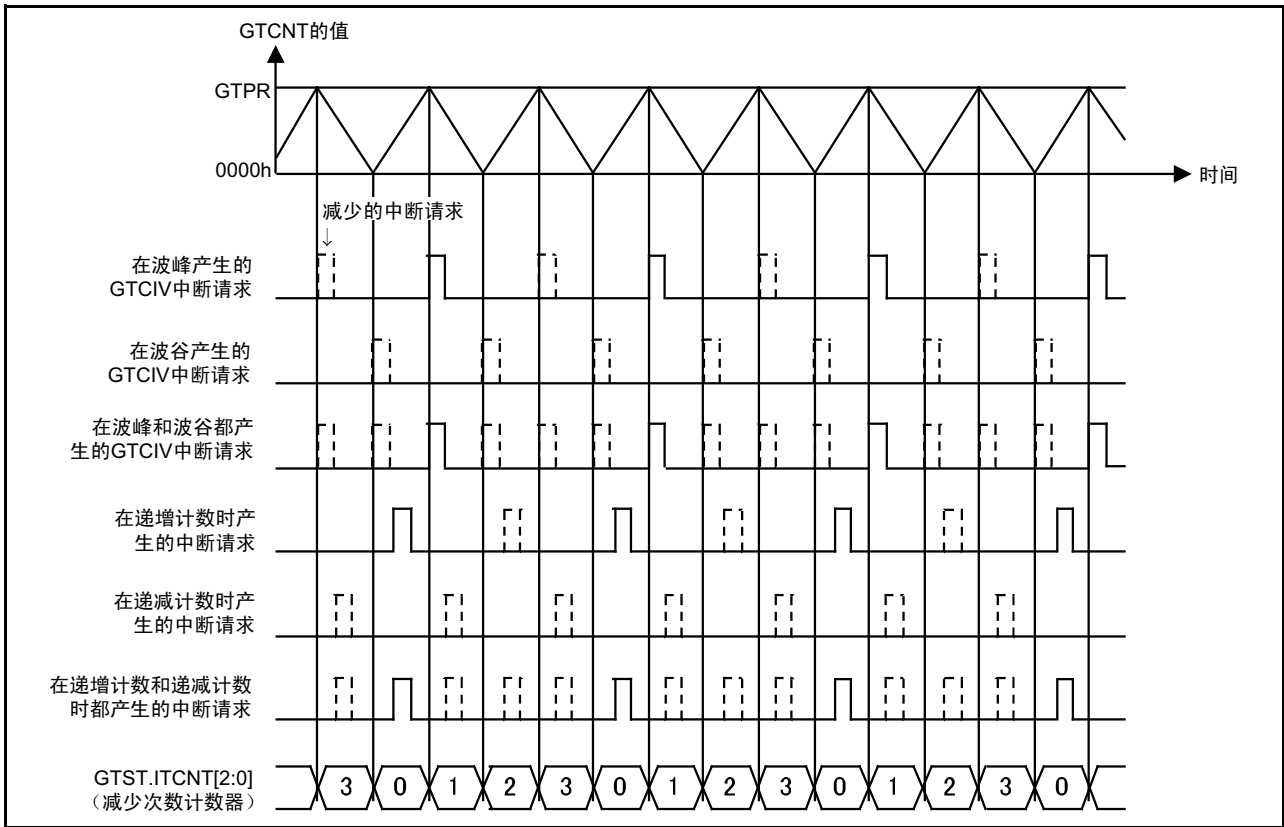 GTCNT的值
GTPR
0000h
时间
减少的中断请求
↓
在波峰产生的
GTCIV中断请求
在波谷产生的
GTCIV中断请求
在波峰和波谷都产
生的GTCIV中断请求
在递增计数时产
生的中断请求
在递减计数时产
生的中断请求
在递增计数和递减计数
时都产生的中断请求
GTST.ITCNT[2:0]
（减少次数计数器）
3 0 1 2 3 0 1 2 3 0 1 2 3 0